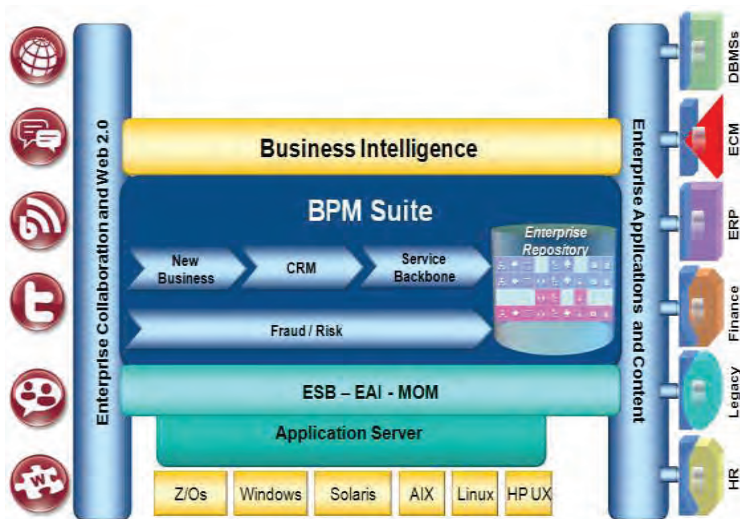 Enterprise Collaboration and Web 2.0
Business Intelligence
BPM Suite
New
Business
CRM
Service
Backbone
Fraud / Risk
Enterprise
Repository
ESB – EAI - MOM
Application Server
Z/Os
Windows
Solaris
AIX
Linux
HP UX
Enterprise Applications and Content
DBMSs
ECM
ERP
Finance
Legacy
HR
W